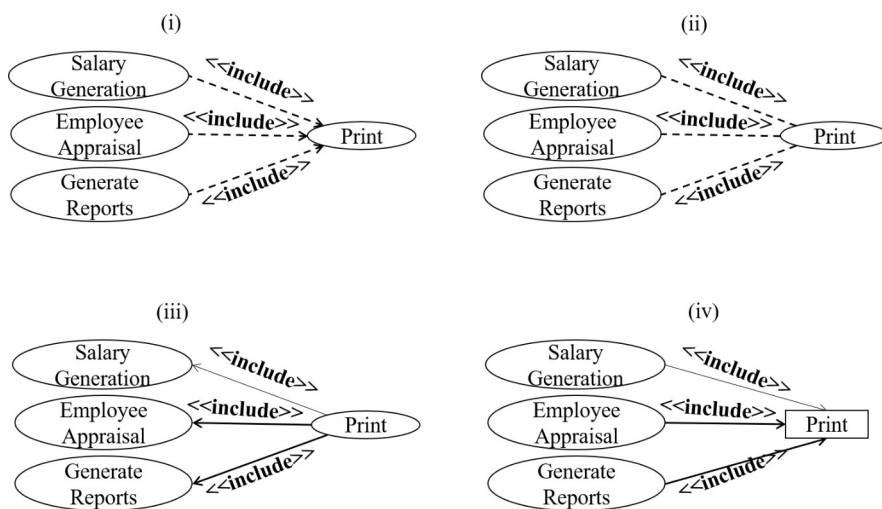 (i)
Salary
Generation
<<include>>
Employee
Appraisal
<<include>>
Print
Generate
Reports
<<include>>
(ii)
Salary
Generation
<<include>>
Employee
Appraisal
<<include>>
Print
Generate
Reports
<<include>>
(iii)
Salary
Generation
<<include>>
Employee
Appraisal
<<include>>
Print
Generate
Reports
<<include>>
(iv)
Salary
Generation
<<include>>
Employee
Appraisal
<<include>>
Print
Generate
Reports
<<include>>